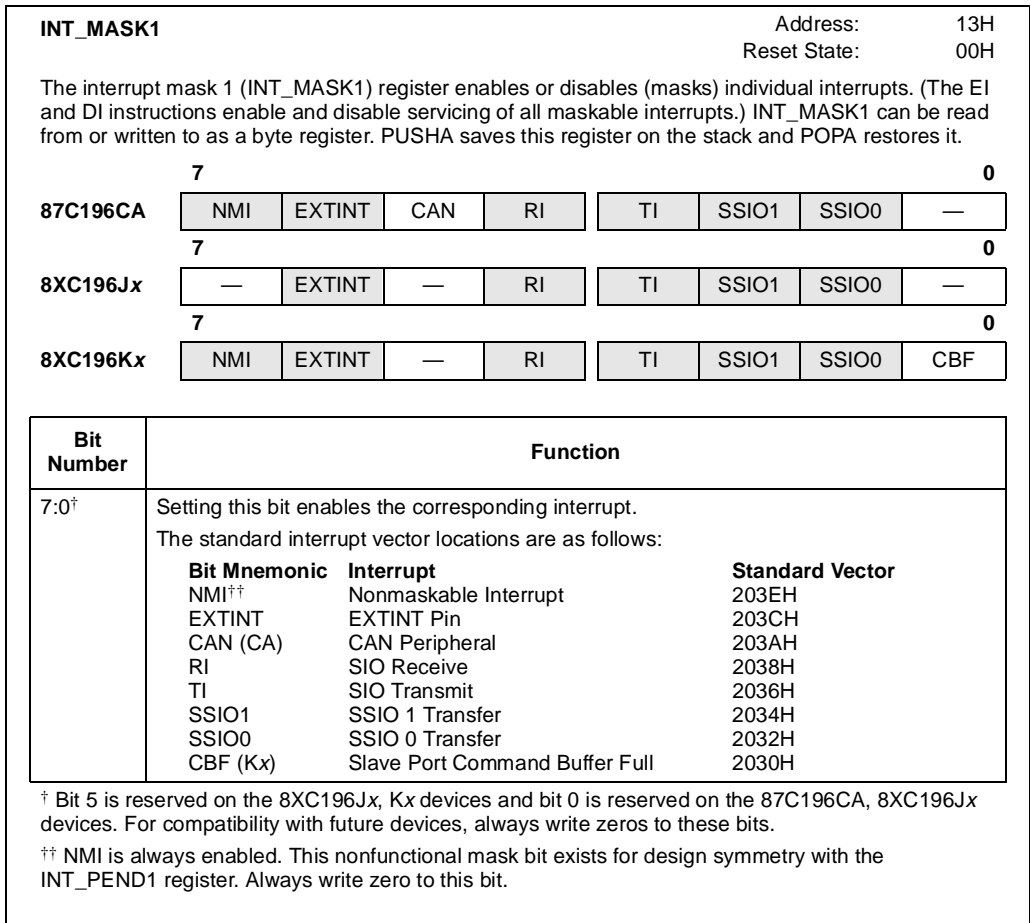 INT_MASK1
Address: 13H
Reset State: 00H
The interrupt mask 1 (INT_MASK1) register enables or disables (masks) individual interrupts. (The EI
and DI instructions enable and disable servicing of all maskable interrupts.) INT_MASK1 can be read
from or written to as a byte register. PUSHA saves this register on the stack and POPA restores it.
7 0
87C196CA NMI EXTINT CAN RI TI SSIO1 SSIO0 —
7 0
8XC196Jx — EXTINT — RI TI SSIO1 SSIO0 —
7 0
8XC196Kx NMI EXTINT — RI TI SSIO1 SSIO0 CBF
Bit
Number
Function
7:0† Setting this bit enables the corresponding interrupt.
The standard interrupt vector locations are as follows:
Bit Mnemonic Interrupt Standard Vector
NMI†† Nonmaskable Interrupt 203EH
EXTINT EXTINT Pin 203CH
CAN (CA) CAN Peripheral 203AH
RI SIO Receive 2038H
TI SIO Transmit 2036H
SSIO1 SSIO 1 Transfer 2034H
SSIO0 SSIO 0 Transfer 2032H
CBF (Kx) Slave Port Command Buffer Full 2030H
† Bit 5 is reserved on the 8XC196Jx, Kx devices and bit 0 is reserved on the 87C196CA, 8XC196Jx
devices. For compatibility with future devices, always write zeros to these bits.
†† NMI is always enabled. This nonfunctional mask bit exists for design symmetry with the
INT_PEND1 register. Always write zero to this bit.